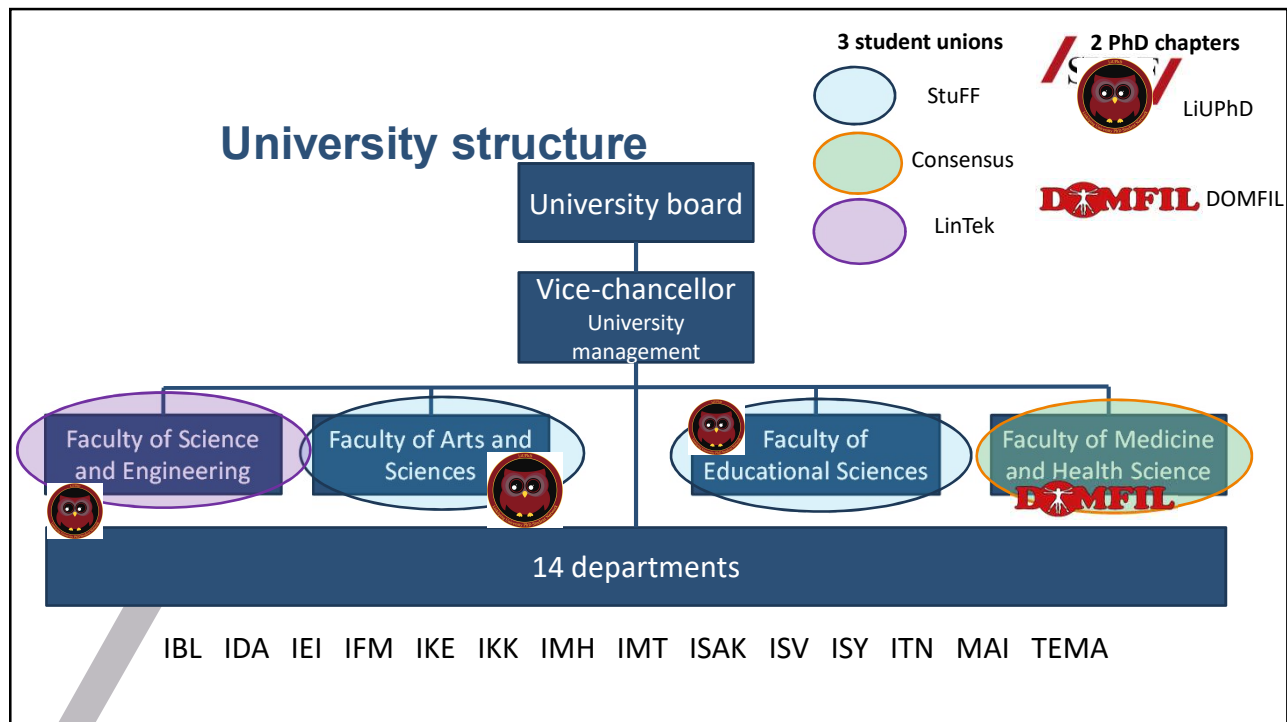 3 student unions
2 PhD chapters
StuFF
LiUPhD
Consensus
DOMFIL DOMFIL
LinTek
University structure
University board
Vice-chancellor
University
management
Faculty of Science
and Engineering
Faculty of Arts and
Sciences
Faculty of
Educational Sciences
Faculty of Medicine
and Health Science
DOMFIL
14 departments
IBL IDA IEI IFM IKE IKK IMH IMT ISAK ISV ISY ITN MAI TEMA